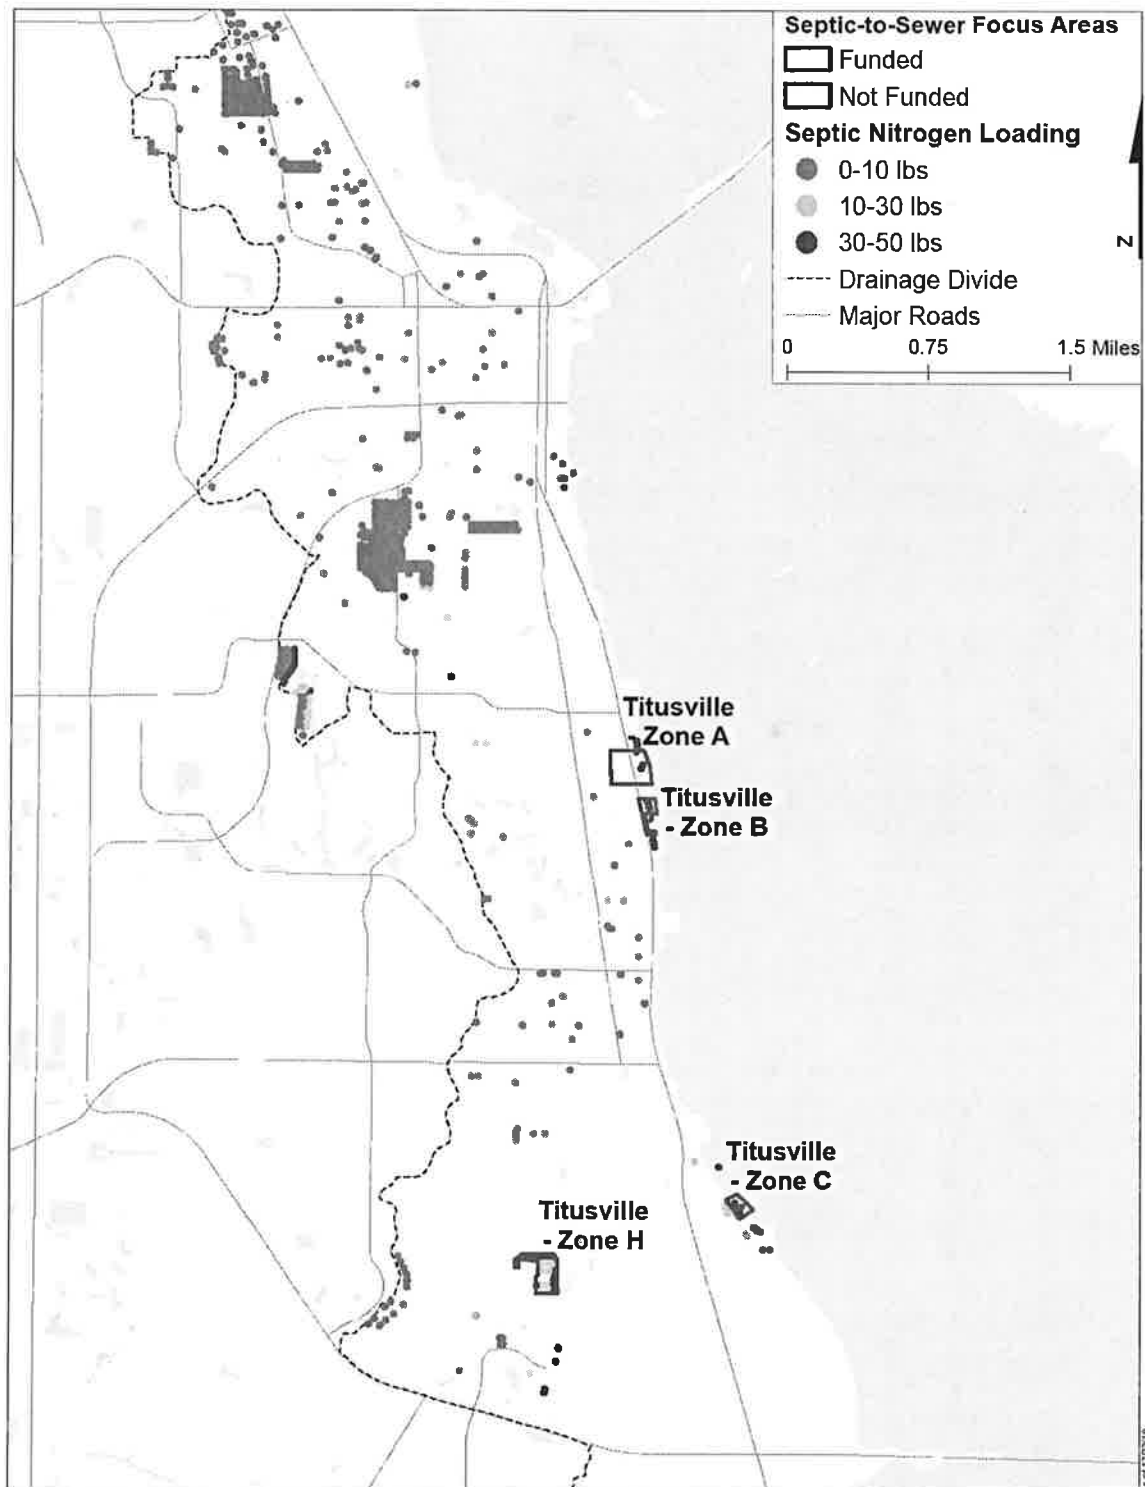 Septic-to-Sewer Focus Areas
Funded
Not Funded
Septic Nitrogen Loading
0-10 lbs
10-30 lbs
30-50 lbs
Drainage Divide
Major Roads
N
0 0.75 1.5 Miles
Titusville
Zone A
Titusville
- Zone B
Titusville
- Zone C
Titusville
- Zone H